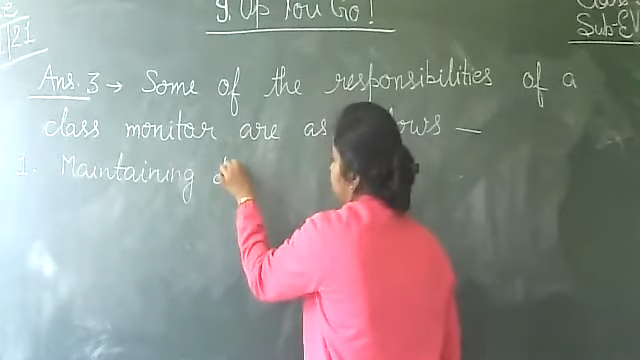 9. Up You Go!
Sub-EV
21
Ans. 3 → Some of the responsibilities of a
class monitor are as ows —
1. Maintaining